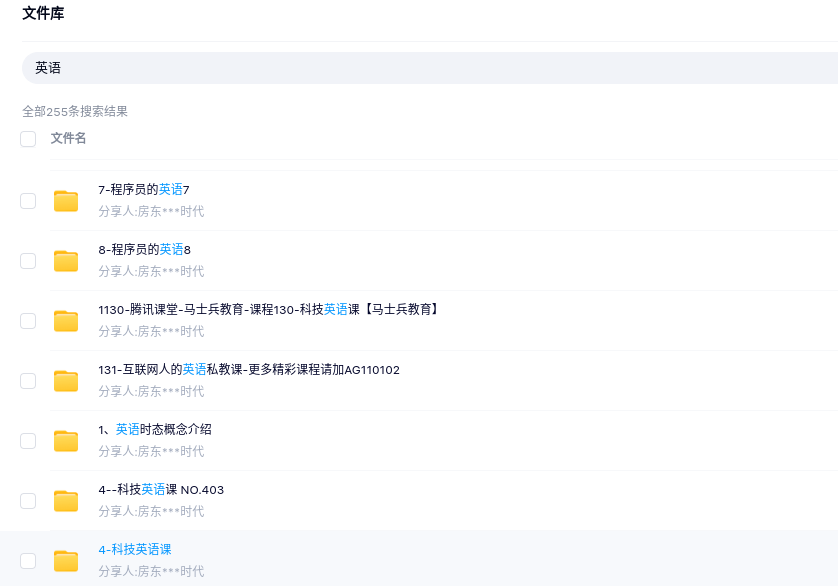 文件库
英语
全部255条搜索结果
文件名
7-程序员的英语7
分享人:房东***时代
8-程序员的英语8
分享人:房东***时代
1130-腾讯课堂-马士兵教育-课程130-科技英语课【马士兵教育】
分享人:房东***时代
131-互联网人的英语私教课-更多精彩课程请加AG110102
分享人:房东***时代
1、英语时态概念介绍
分享人:房东***时代
4--科技英语课 NO.403
分享人:房东***时代
4-科技英语课
分享人:房东***时代